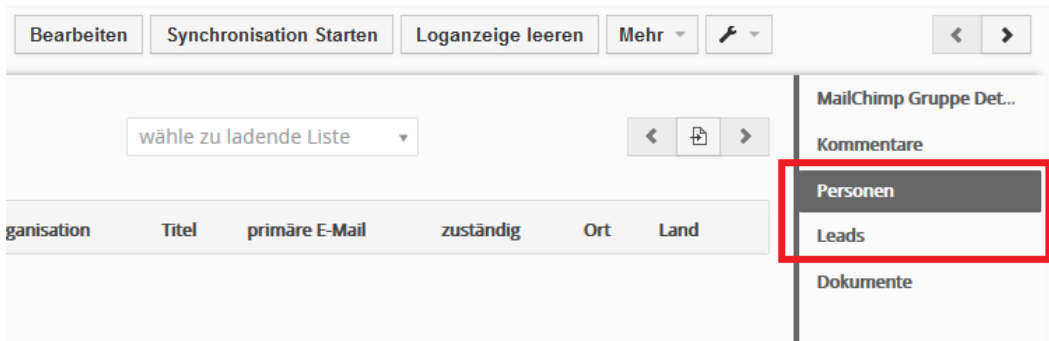 Bearbeiten Synchronisation Starten Loganzeige leeren Mehr
MailChimp Gruppe Det...
wähle zu ladende Liste
Kommentare
Personen
ganisation Titel primäre E-Mail zuständig Ort Land
Leads
Dokumente